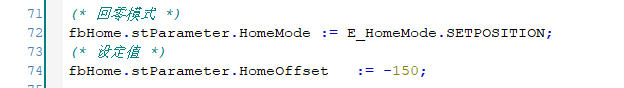 71 (* 回零模式 *)
72 fbHome.stParameter.HomeMode := E_HomeMode.SETPOSITION;
73 (* 设定值 *)
74 fbHome.stParameter.HomeOffset   := -150;